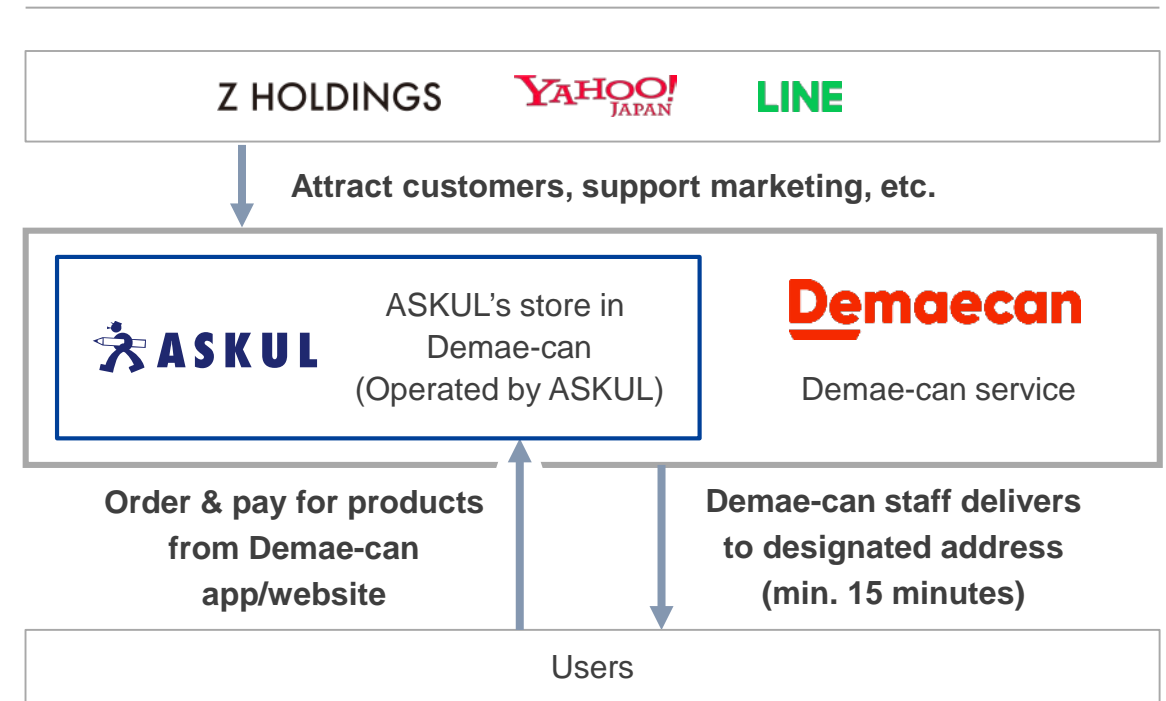 Z HOLDINGS YAHOO! JAPAN LINE
Attract customers, support marketing, etc.
ASKUL
ASKUL’s store in
Demae-can
(Operated by ASKUL)
Demaecan
Demae-can service
Order & pay for products
from Demae-can
app/website
Demae-can staff delivers
to designated address
(min. 15 minutes)
Users